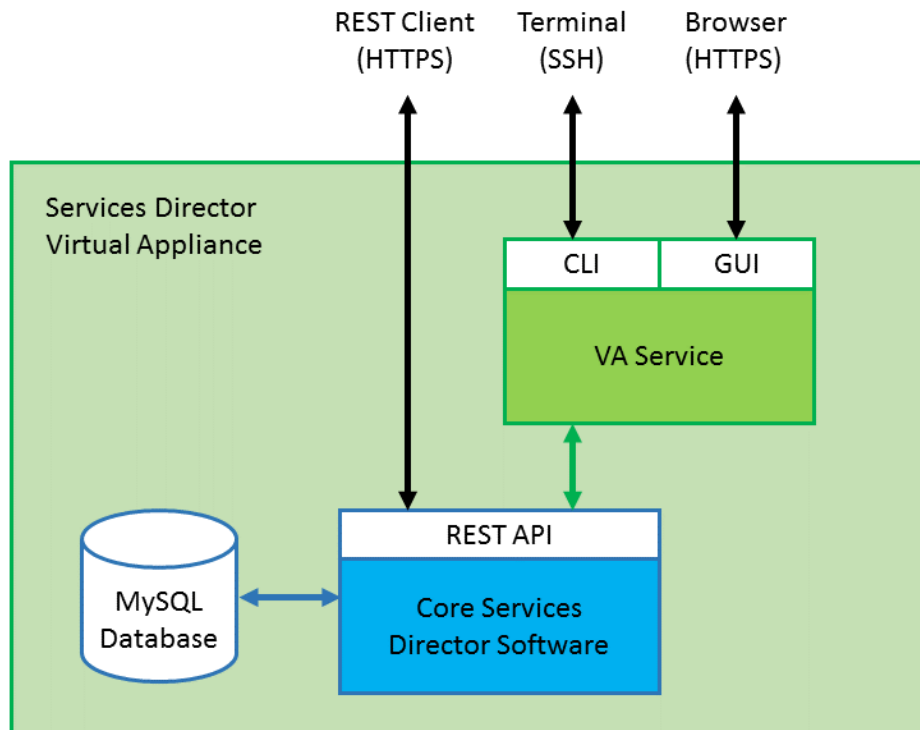 REST Client
(HTTPS)
Terminal
(SSH)
Browser
(HTTPS)
Services Director
Virtual Appliance
CLI
GUI
VA Service
REST API
MySQL
Database
Core Services
Director Software